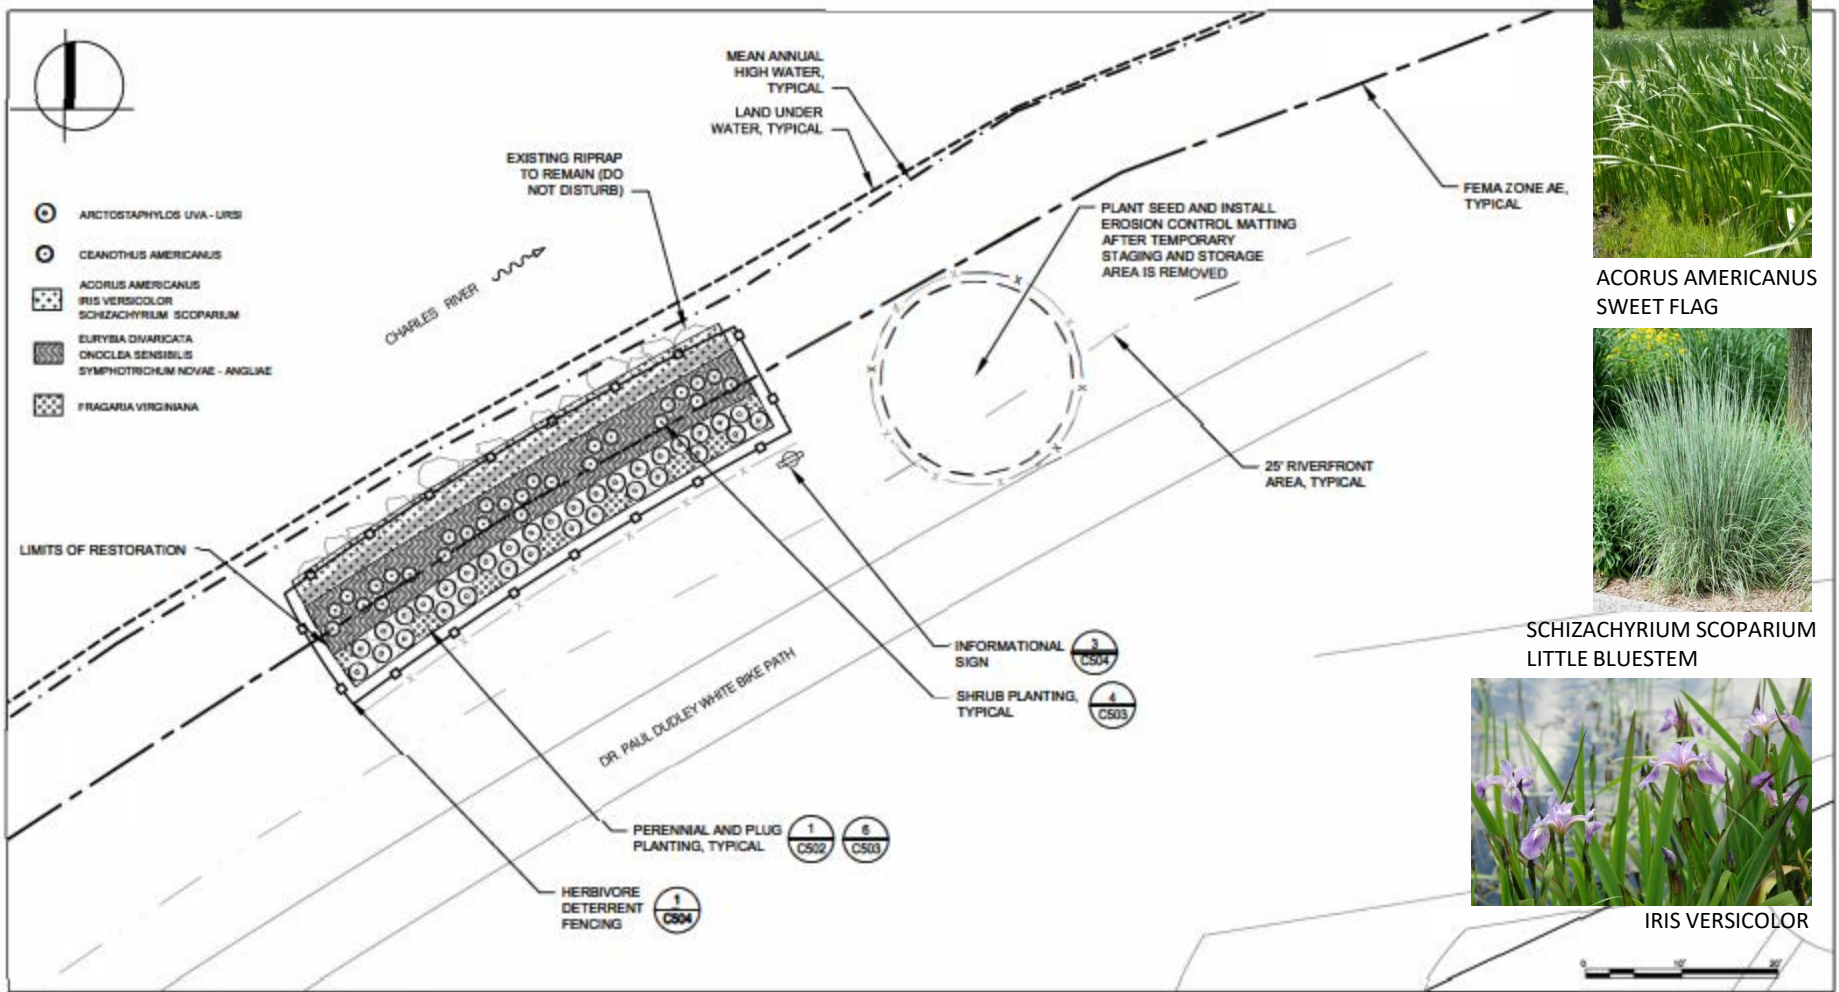 MEAN ANNUAL
HIGH WATER,
TYPICAL
LAND UNDER
WATER, TYPICAL
EXISTING RIPRAP
TO REMAIN (DO
NOT DISTURB)
FEMA ZONE AE,
TYPICAL
PLANT SEED AND INSTALL
EROSION CONTROL MATTING
AFTER TEMPORARY
STAGING AND STORAGE
AREA IS REMOVED
ARCTOSTAPHYLOS UVA - URSI
CEANOTHUS AMERICANUS
ACORUS AMERICANUS
IRIS VERSICOLOR
SCHIZACHYRIUM SCOPARIUM
EURYBIA DIVARICATA
ONOCLEA SENSIBILIS
SYMPHOTRICHUM NOVAE - ANGLIAE
FRAGARIA VIRGINIANA
CHARLES RIVER
25' RIVERFRONT
AREA, TYPICAL
LIMITS OF RESTORATION
INFORMATIONAL
SIGN
3
C504
SHRUB PLANTING,
TYPICAL
4
C503
DR. PAUL DUDLEY WHITE BIKE PATH
PERENNIAL AND PLUG
PLANTING, TYPICAL
1
C502
6
C503
HERBIVORE
DETERRENT
FENCING
1
C504
ACORUS AMERICANUS
SWEET FLAG
SCHIZACHYRIUM SCOPARIUM
LITTLE BLUESTEM
IRIS VERSICOLOR
0 10' 20'